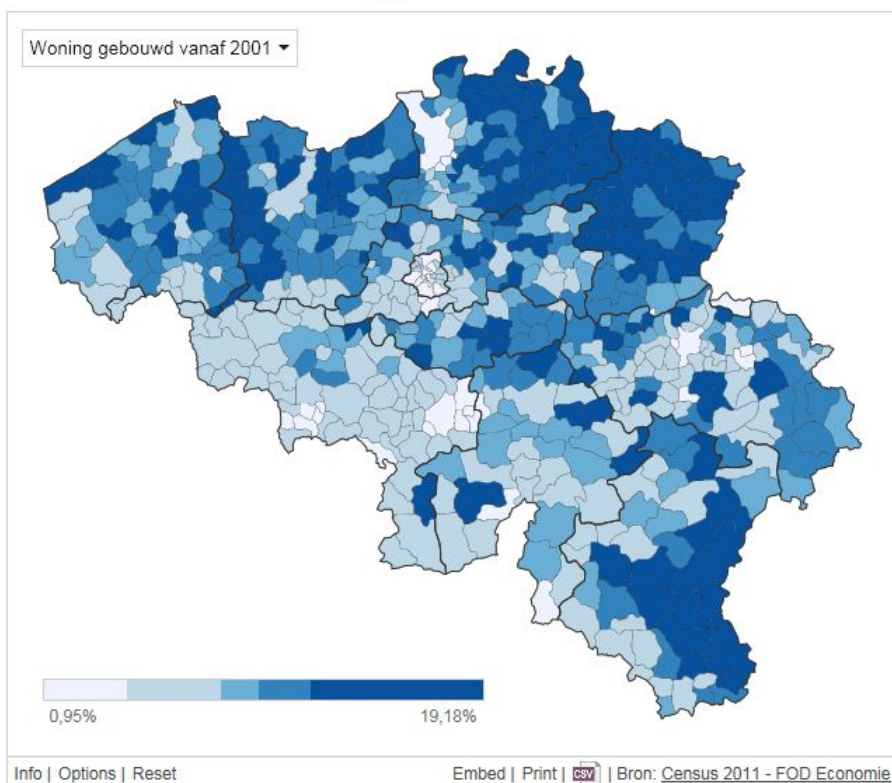 Woning gebouwd vanaf 2001
0,95% 19,18%
Info | Options | Reset Embed | Print | CSV | Bron: Census 2011 - FOD Economie